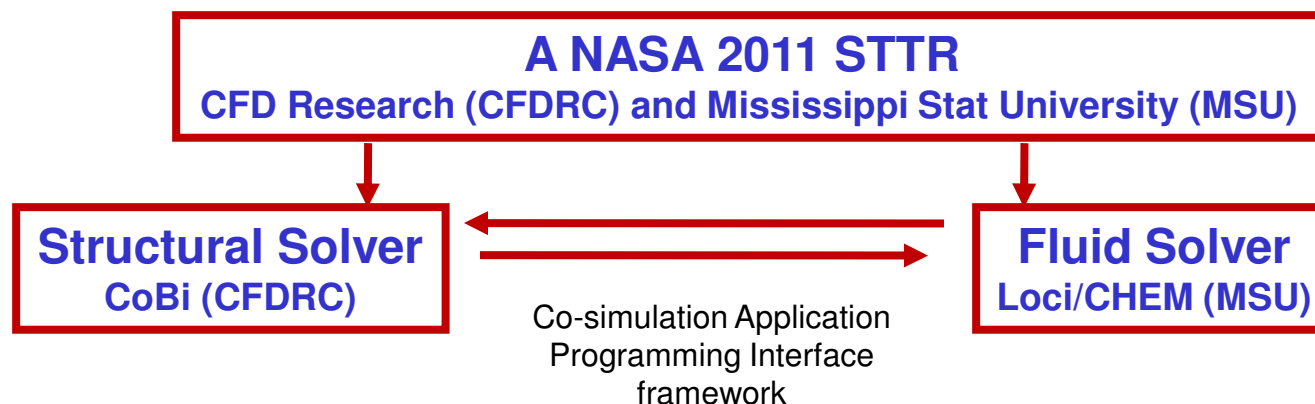 A NASA 2011 STTR
CFD Research (CFDRC) and Mississippi Stat University (MSU)
Structural Solver
CoBi (CFDRC)
Fluid Solver
Loci/CHEM (MSU)
Co-simulation Application
Programming Interface
framework